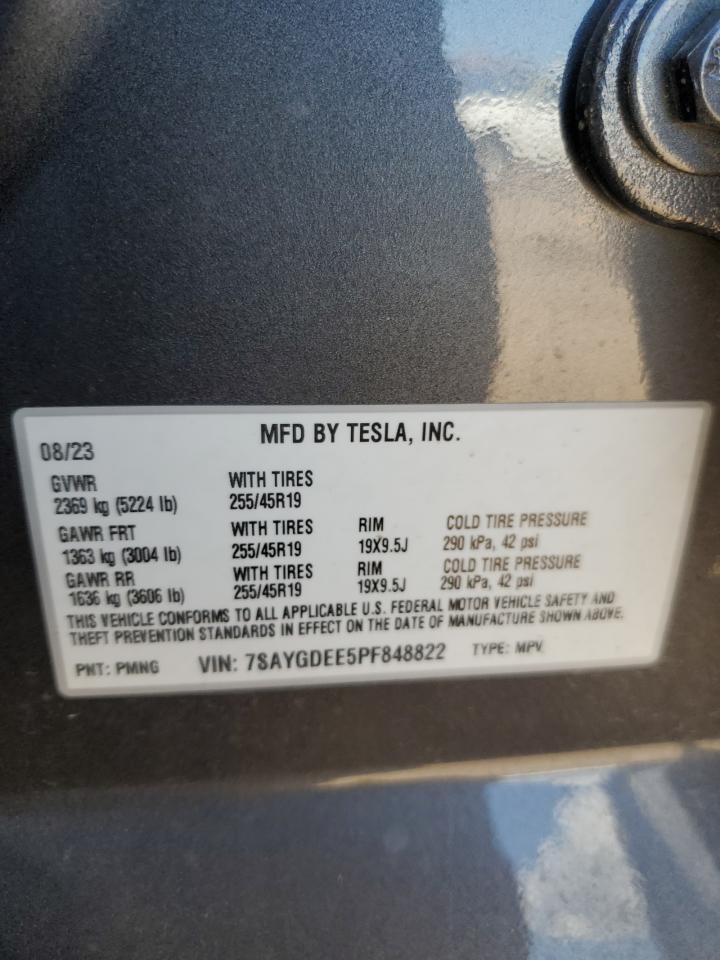 MFD BY TESLA, INC.
08/23
GVWR WITH TIRES
2369 kg (5224 lb) 255/45R19
GAWR FRT WITH TIRES RIM COLD TIRE PRESSURE
1363 kg (3004 lb) 255/45R19 19X9.5J 290 kPa, 42 psi
GAWR RR WITH TIRES RIM COLD TIRE PRESSURE
1636 kg (3606 lb) 255/45R19 19X9.5J 290 kPa, 42 psi
THIS VEHICLE CONFORMS TO ALL APPLICABLE U.S. FEDERAL MOTOR VEHICLE SAFETY AND
THEFT PREVENTION STANDARDS IN EFFECT ON THE DATE OF MANUFACTURE SHOWN ABOVE.
PNT: PMNG VIN: 7SAYGDEE5PF848822 TYPE: MPV